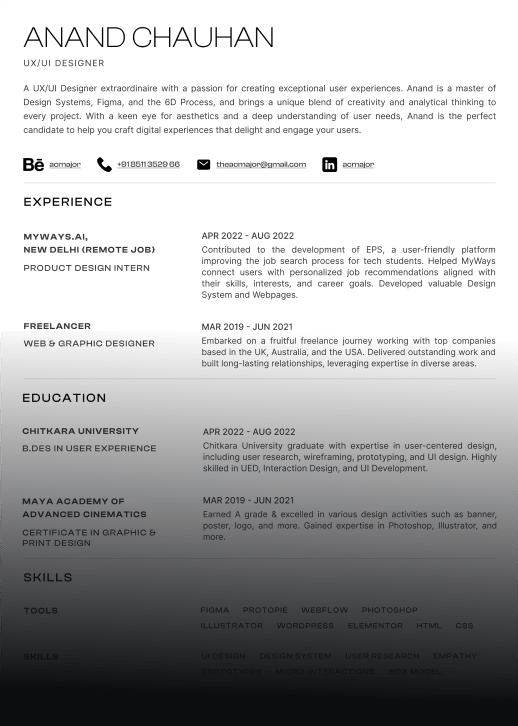 ANAND CHAUHAN
UX/UI DESIGNER
A UX/UI Designer extraordinaire with a passion for creating exceptional user experiences. Anand is a master of
Design Systems, Figma, and the 6D Process, and brings a unique blend of creativity and analytical thinking to
every project. With a keen eye for aesthetics and a deep understanding of user needs, Anand is the perfect
candidate to help you craft digital experiences that delight and engage your users.
Bē acmajor +91 8511 3529 66 theacmajor@gmail.com in acmajor
EXPERIENCE
MYWAYS.AI,
NEW DELHI (REMOTE JOB)
PRODUCT DESIGN INTERN
APR 2022 - AUG 2022
Contributed to the development of EPS, a user-friendly platform
improving the job search process for tech students. Helped MyWays
connect users with personalized job recommendations aligned with
their skills, interests, and career goals. Developed valuable Design
System and Webpages.
FREELANCER
WEB & GRAPHIC DESIGNER
MAR 2019 - JUN 2021
Embarked on a fruitful freelance journey working with top companies
based in the UK, Australia, and the USA. Delivered outstanding work and
built long-lasting relationships, leveraging expertise in diverse areas.
EDUCATION
CHITKARA UNIVERSITY
B.DES IN USER EXPERIENCE
APR 2022 - AUG 2022
Chitkara University graduate with expertise in user-centered design,
including user research, wireframing, prototyping, and UI design. Highly
skilled in UED, Interaction Design, and UI Development.
MAYA ACADEMY OF
ADVANCED CINEMATICS
CERTIFICATE IN GRAPHIC &
PRINT DESIGN
MAR 2019 - JUN 2021
Earned A grade & excelled in various design activities such as banner,
poster, logo, and more. Gained expertise in Photoshop, Illustrator, and
more.
SKILLS
TOOLS
FIGMA PROTOPIE WEBFLOW PHOTOSHOP
ILLUSTRATOR WORDPRESS ELEMENTOR HTML CSS
SKILLS
UI DESIGN DESIGN SYSTEM USER RESEARCH EMPATHY
PROTOTYPES MICRO INTERACTIONS BOX MODEL